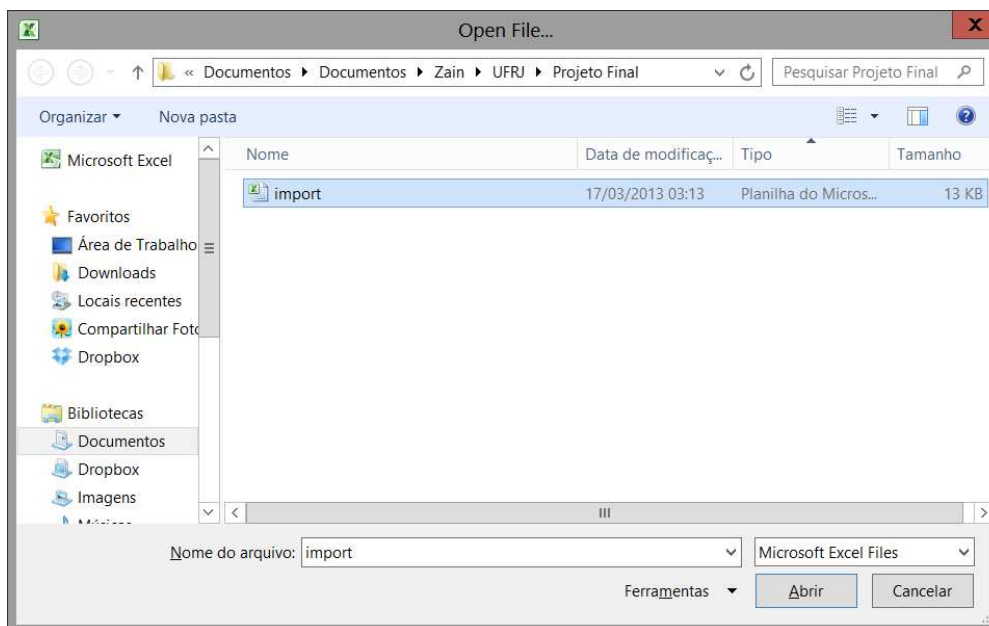 Open File...
« Documentos Documentos Zain UFRJ Projeto Final Pesquisar Projeto Final
Organizar Nova pasta
Microsoft Excel
Favoritos
Área de Trabalho
Downloads
Locais recentes
Compartilhar Foto
Dropbox
Bibliotecas
Documentos
Dropbox
Imagens
Nome Data de modificaç... Tipo Tamanho
import 17/03/2013 03:13 Planilha do Micros... 13 KB
Nome do arquivo: import Microsoft Excel Files
Ferramentas Abrir Cancelar